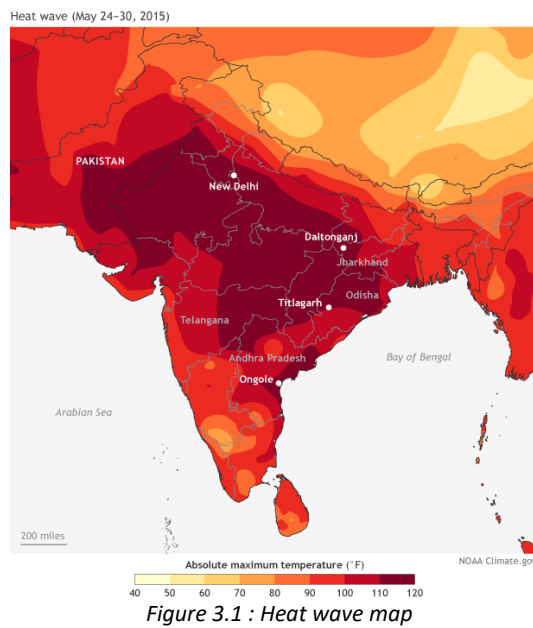 Heat wave (May 24–30, 2015)
PAKISTAN
New Delhi
Daltonganj
Jharkhand
Titlagarh
Odisha
Telangana
Andhra Pradesh
Bay of Bengal
Ongole
Arabian Sea
200 miles
NOAA Climate.gov
Absolute maximum temperature (°F)
40 50 60 70 80 90 100 110 120
Figure 3.1 : Heat wave map